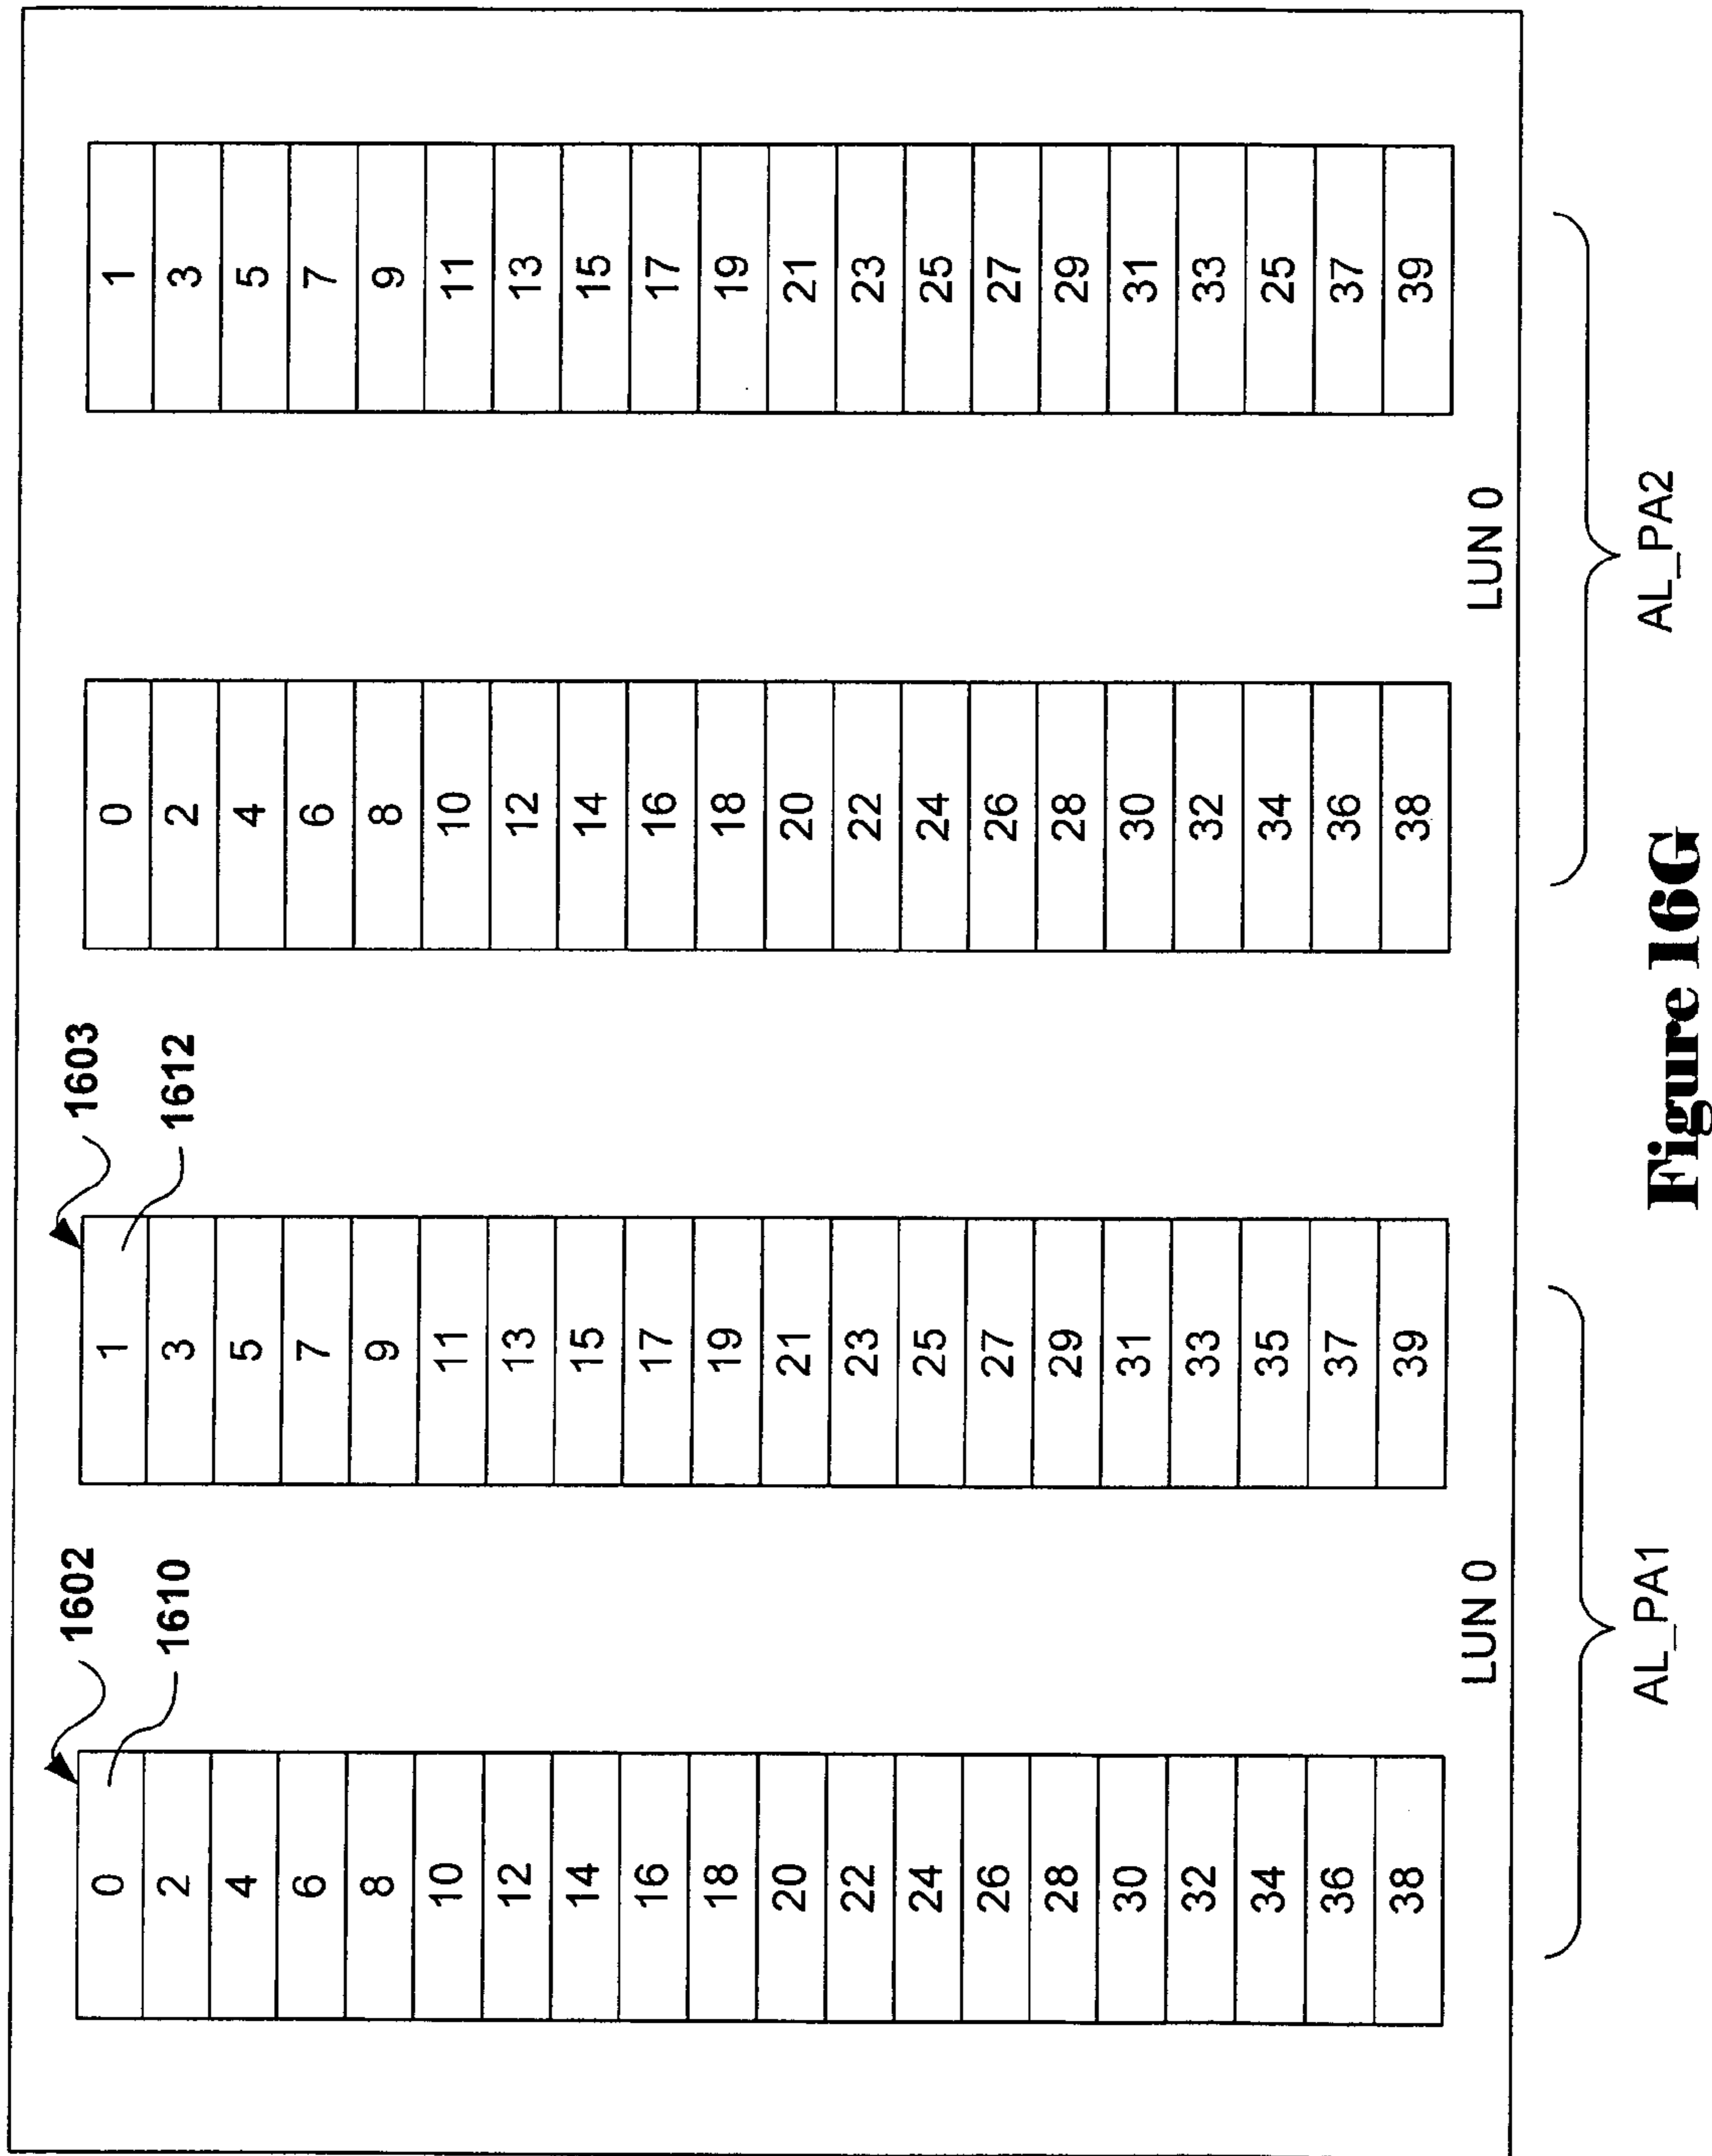 1602 1603
0 1 0 1
1610 1612
2 3 2 3
4 5 4 5
6 7 6 7
8 9 8 9
10 11 10 11
12 13 12 13
14 15 14 15
16 17 16 17
18 19 18 19
20 21 20 21
22 23 22 23
24 25 24 25
26 27 26 27
28 29 28 29
30 31 30 31
32 33 32 33
34 35 34 25
36 37 36 37
38 39 38 39
LUN 0 LUN 0
AL_PA1 AL_PA2
Figure 16G